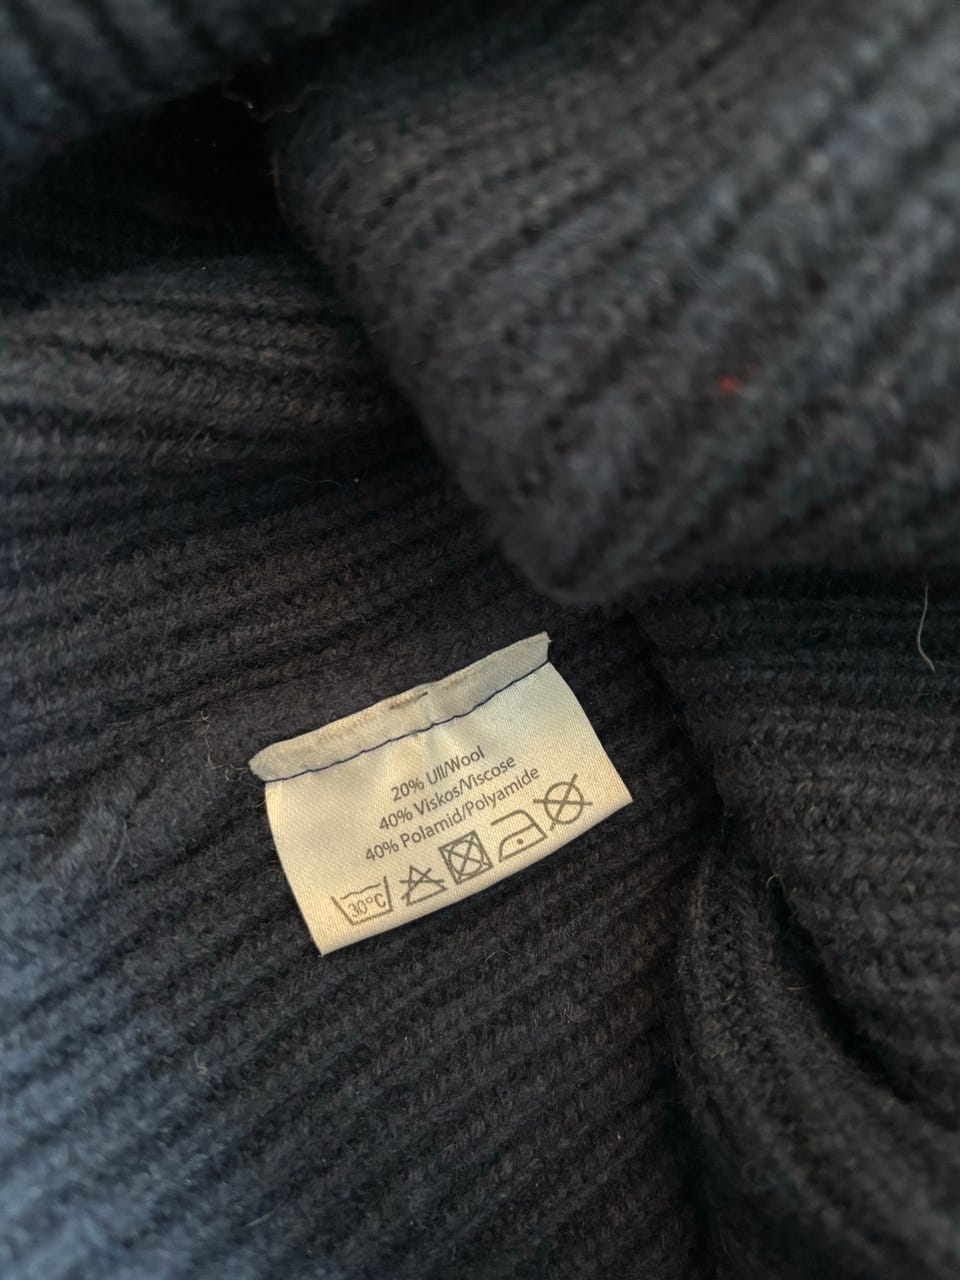 20% Ull/Wool
40% Viskos/Viscose
40% Polamid/Polyamide
30°C